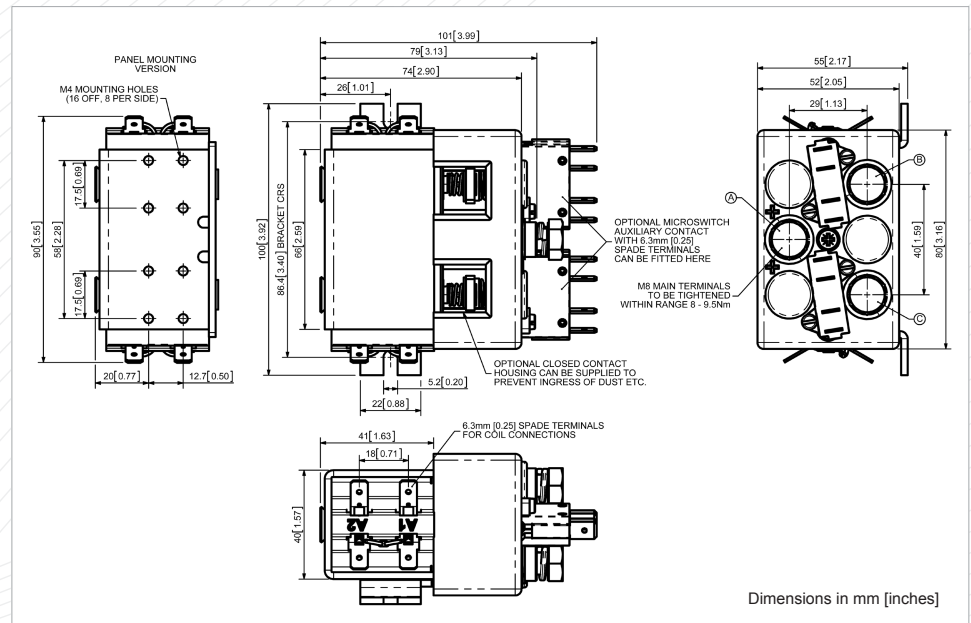 PANEL MOUNTING
VERSION
M4 MOUNTING HOLES
(16 OFF, 8 PER SIDE)
90[3.55]
58[2.28]
17.5[0.69]
17.5[0.69]
20[0.77]
12.7[0.50]
101[3.99]
79[3.13]
74[2.90]
26[1.01]
100[3.92]
86.4[3.40] BRACKET CRS
66[2.59]
5.2[0.20]
22[0.88]
OPTIONAL MICROSWITCH
AUXILIARY CONTACT
WITH 6.3mm [0.25]
SPADE TERMINALS
CAN BE FITTED HERE
M8 MAIN TERMINALS
TO BE TIGHTENED
WITHIN RANGE 8 - 9.5Nm
OPTIONAL CLOSED CONTACT
HOUSING CAN BE SUPPLIED TO
PREVENT INGRESS OF DUST ETC.
55[2.17]
52[2.05]
29[1.13]
A
B
C
+
+
40[1.59]
80[3.16]
41[1.63]
18[0.71]
6.3mm [0.25] SPADE TERMINALS
FOR COIL CONNECTIONS
40[1.57]
A2
A1
Dimensions in mm [inches]